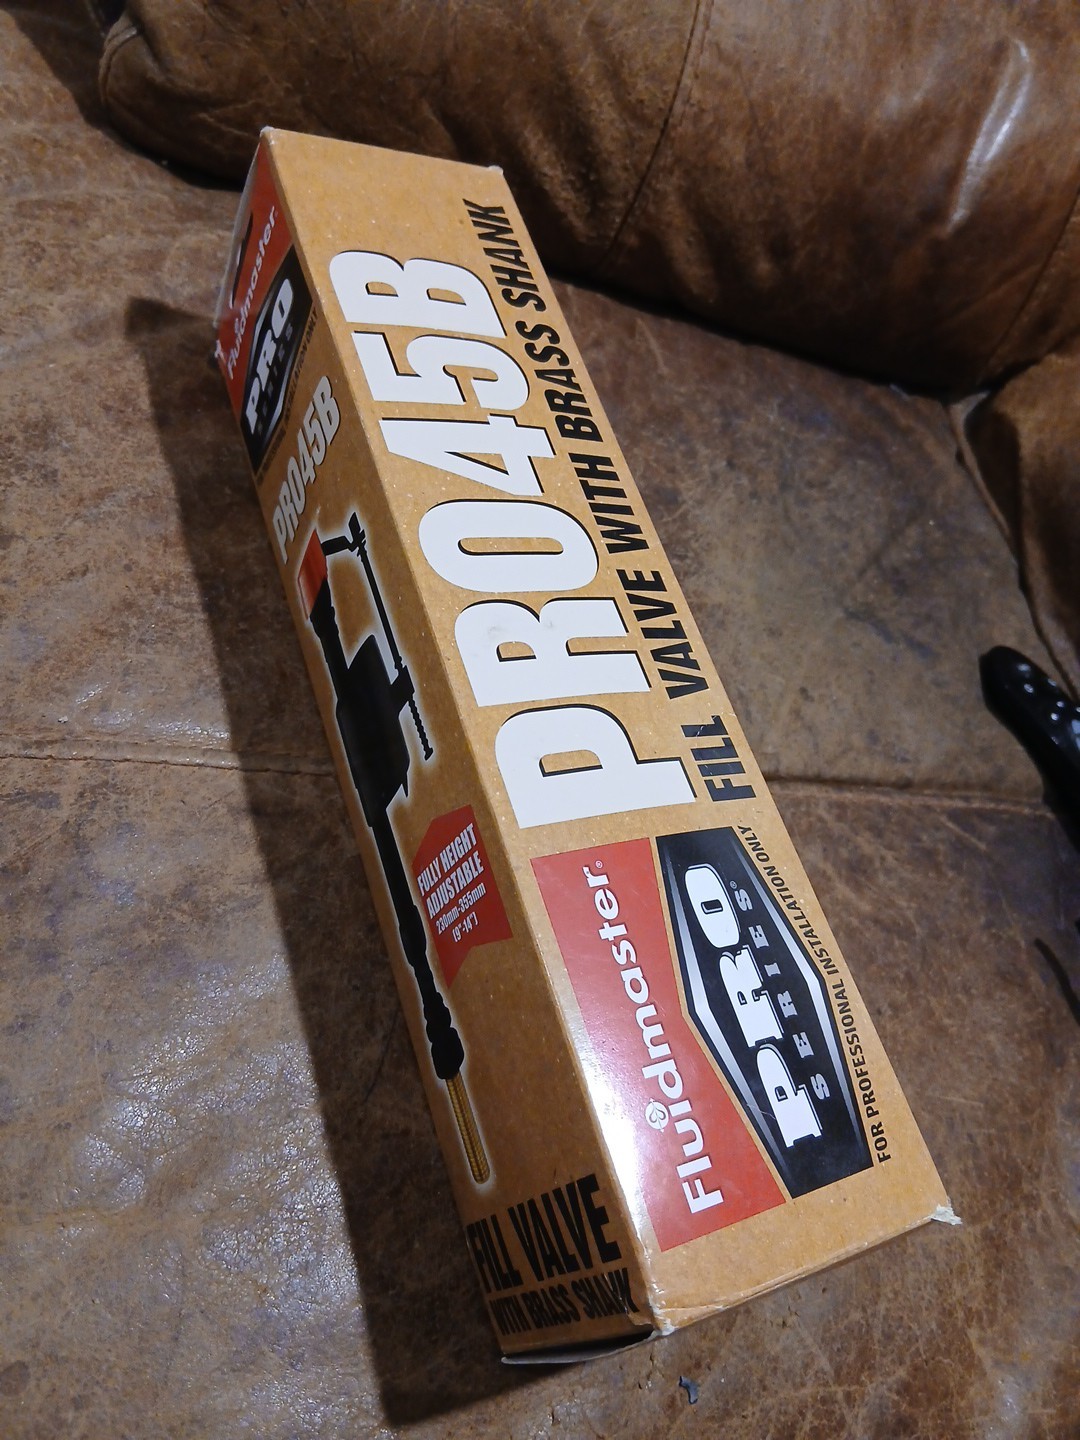 PRO45B
FILL VALVE WITH BRASS SHANK
Fluidmaster®
PRO
SERIES®
FOR PROFESSIONAL INSTALLATION ONLY
Fluidmaster®
PRO
SERIES
PRO45B
FULLY HEIGHT
ADJUSTABLE
230mm-355mm
(9"-14")
FILL VALVE
WITH BRASS SHANK